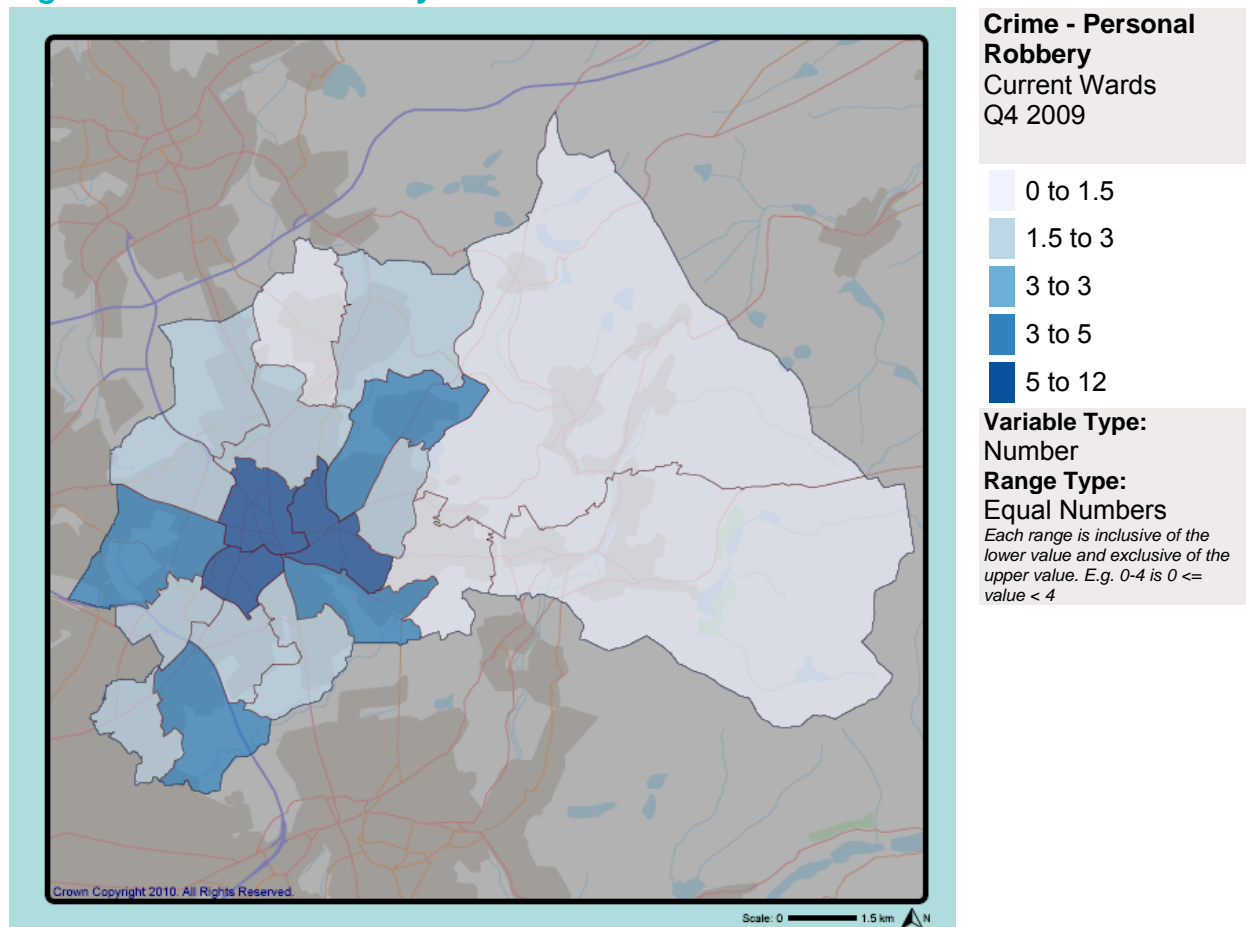 Crime - Personal
Robbery
Current Wards
Q4 2009
0 to 1.5
1.5 to 3
3 to 3
3 to 5
5 to 12
Variable Type:
Number
Range Type:
Equal Numbers
Each range is inclusive of the
lower value and exclusive of the
upper value. E.g. 0-4 is 0 <=
value < 4
Crown Copyright 2010. All Rights Reserved.
Scale: 0 1.5 km N